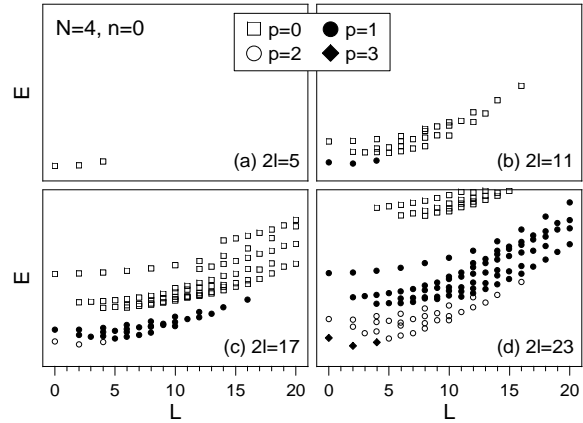 N=4, n=0
p=0 p=1
p=2 p=3
E
(a) 2l=5
(b) 2l=11
E
(c) 2l=17
(d) 2l=23
0 5 10 15 20
0 5 10 15 20
L
L